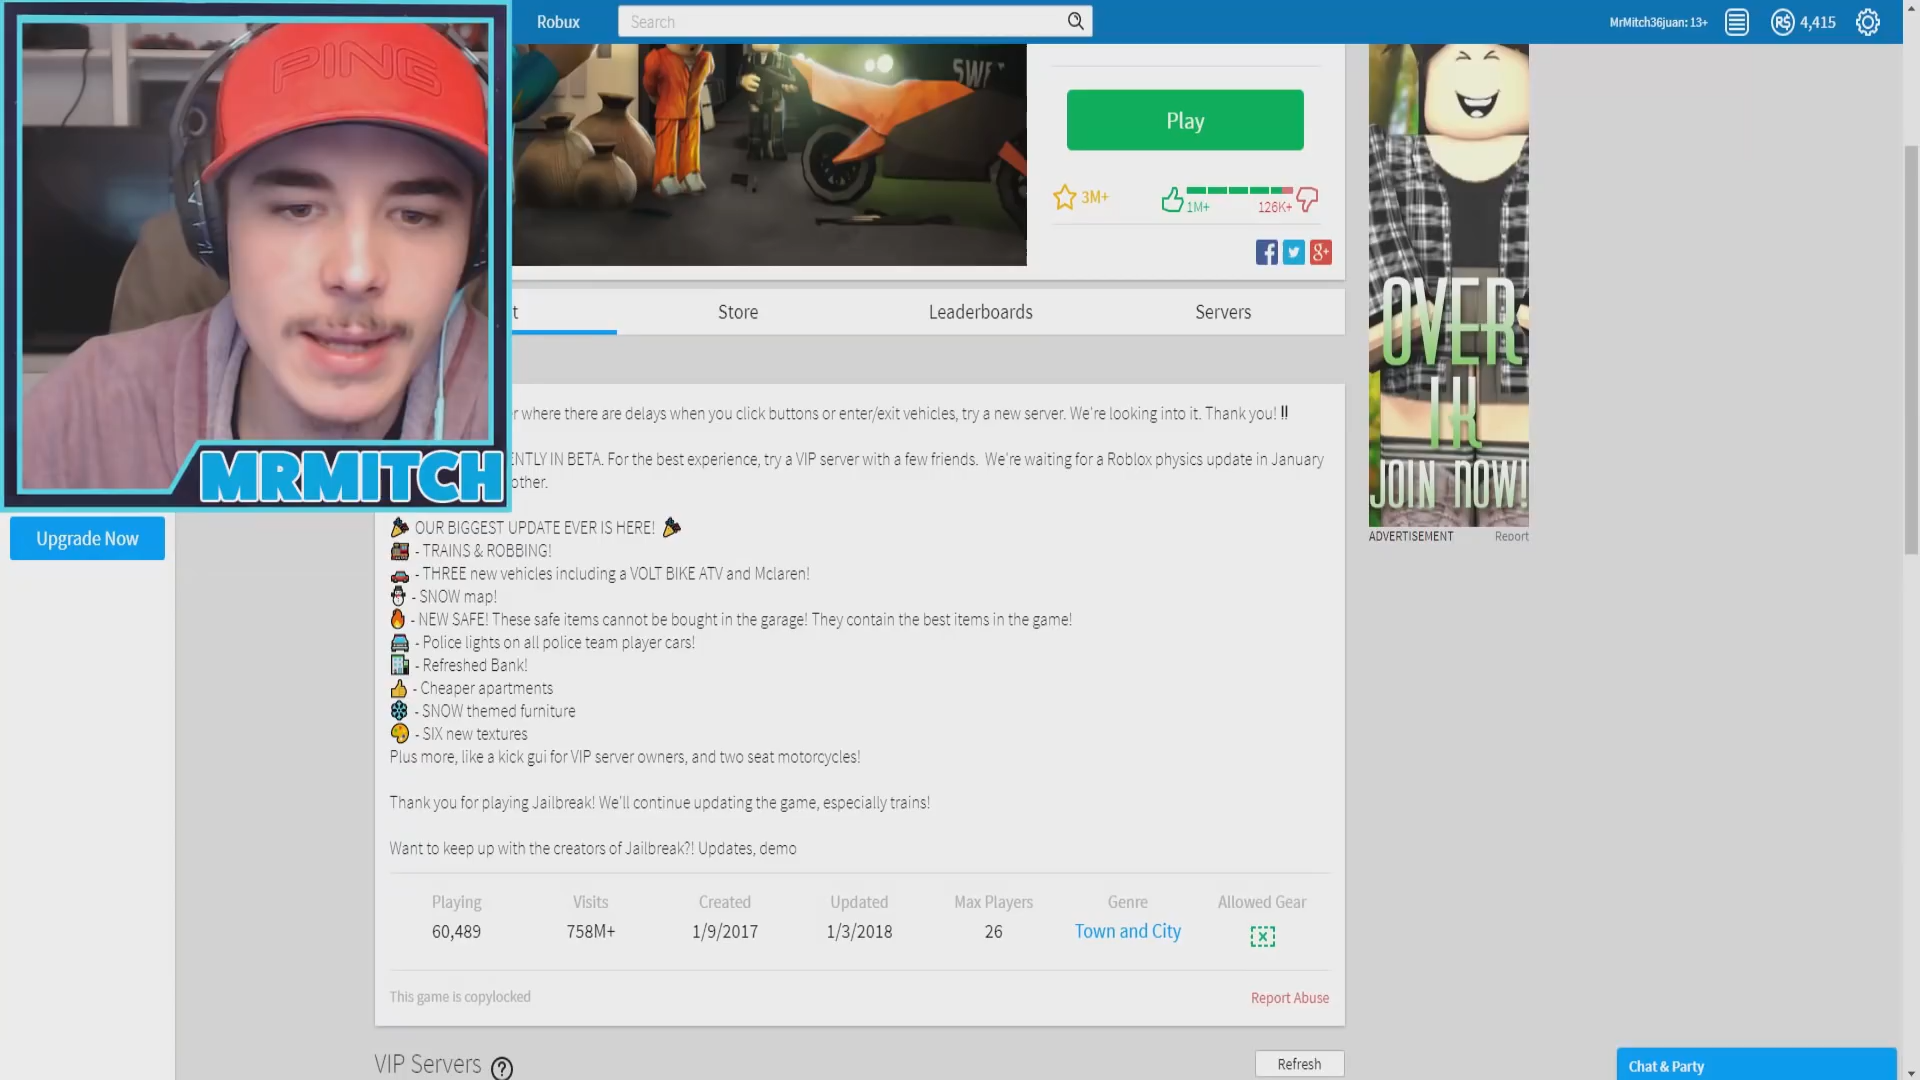 Robux
Search
MrMitch36juan: 13+
R$ 4,415
PING
SWF
Play
3M+
1M+
126K+
OVER
1K
JOIN NOW!
ADVERTISEMENT
Report
t
Store
Leaderboards
Servers
r where there are delays when you click buttons or enter/exit vehicles, try a new server. We're looking into it. Thank you! !!
NTLY IN BETA. For the best experience, try a VIP server with a few friends. We're waiting for a Roblox physics update in January
other.
MRMITCH
Upgrade Now
OUR BIGGEST UPDATE EVER IS HERE!
- TRAINS & ROBBING!
- THREE new vehicles including a VOLT BIKE ATV and Mclaren!
- SNOW map!
- NEW SAFE! These safe items cannot be bought in the garage! They contain the best items in the game!
- Police lights on all police team player cars!
- Refreshed Bank!
- Cheaper apartments
- SNOW themed furniture
- SIX new textures
Plus more, like a kick gui for VIP server owners, and two seat motorcycles!
Thank you for playing Jailbreak! We'll continue updating the game, especially trains!
Want to keep up with the creators of Jailbreak?! Updates, demo
Playing Visits Created Updated Max Players Genre Allowed Gear
60,489 758M+ 1/9/2017 1/3/2018 26 Town and City
This game is copylocked
Report Abuse
VIP Servers ?
Refresh
Chat & Party